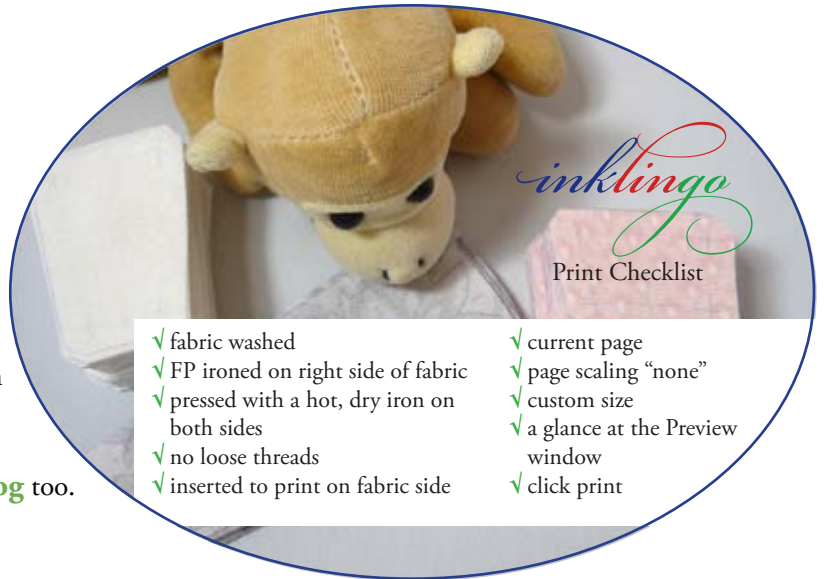 inklingo
Print Checklist
√ fabric washed
√ FP ironed on right side of fabric
√ pressed with a hot, dry iron on
both sides
√ no loose threads
√ inserted to print on fabric side
√ current page
√ page scaling “none”
√ custom size
√ a glance at the Preview
window
√ click print
too.